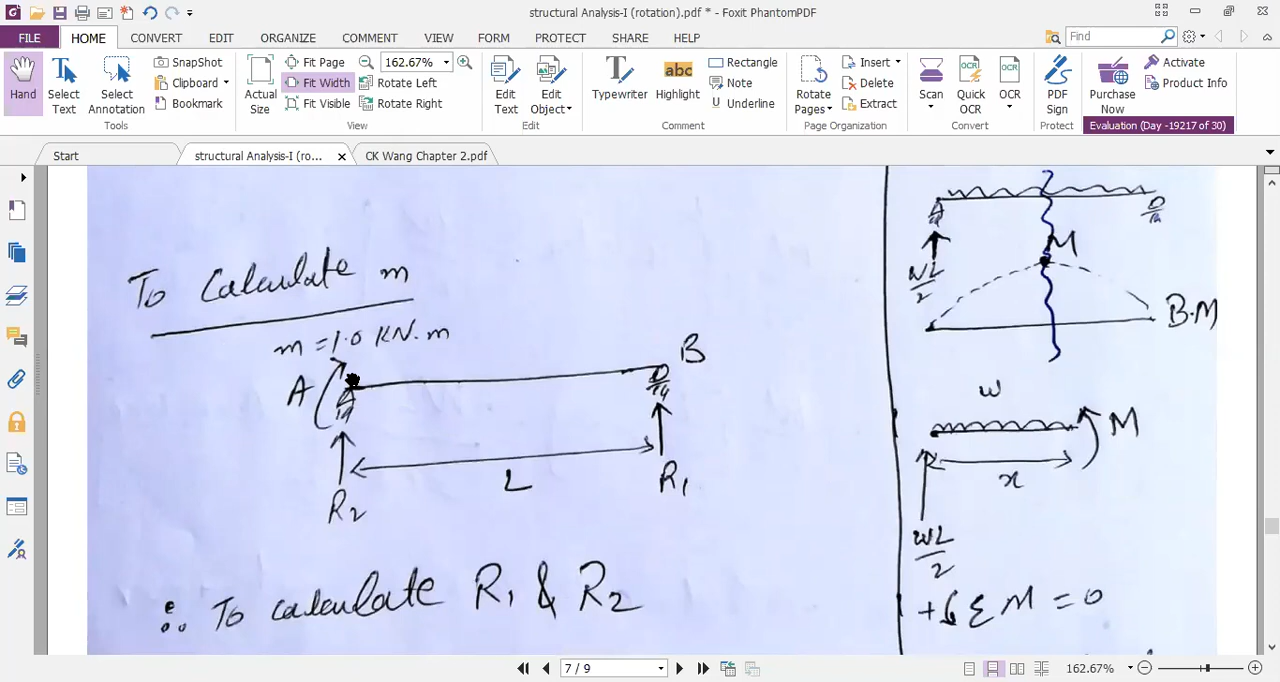 structural Analysis-I (rotation).pdf * - Foxit PhantomPDF
FILE HOME CONVERT EDIT ORGANIZE COMMENT VIEW FORM PROTECT SHARE HELP Find
Hand
Select Text
Select Annotation
SnapShot
Clipboard
Bookmark
Actual Size
Fit Page
Fit Width
Fit Visible
162.67%
Rotate Left
Rotate Right
Edit Text
Edit Object
Typewriter
Highlight
Rectangle
Note
Underline
Rotate Pages
Insert
Delete
Extract
Scan
Quick OCR
OCR
PDF Sign
Purchase Now
Activate
Product Info
Tools View Edit Comment Page Organization Convert Protect Evaluation (Day -19217 of 30)
Start structural Analysis-I (ro... CK Wang Chapter 2.pdf
To Calculate m
m = 1.0 KN.m
A B
L
R2 R1
∴ To calculate R1 & R2
M
WL/2
B.M
w
M
x
WL/2
+ Σ M = 0
7 / 9 162.67%